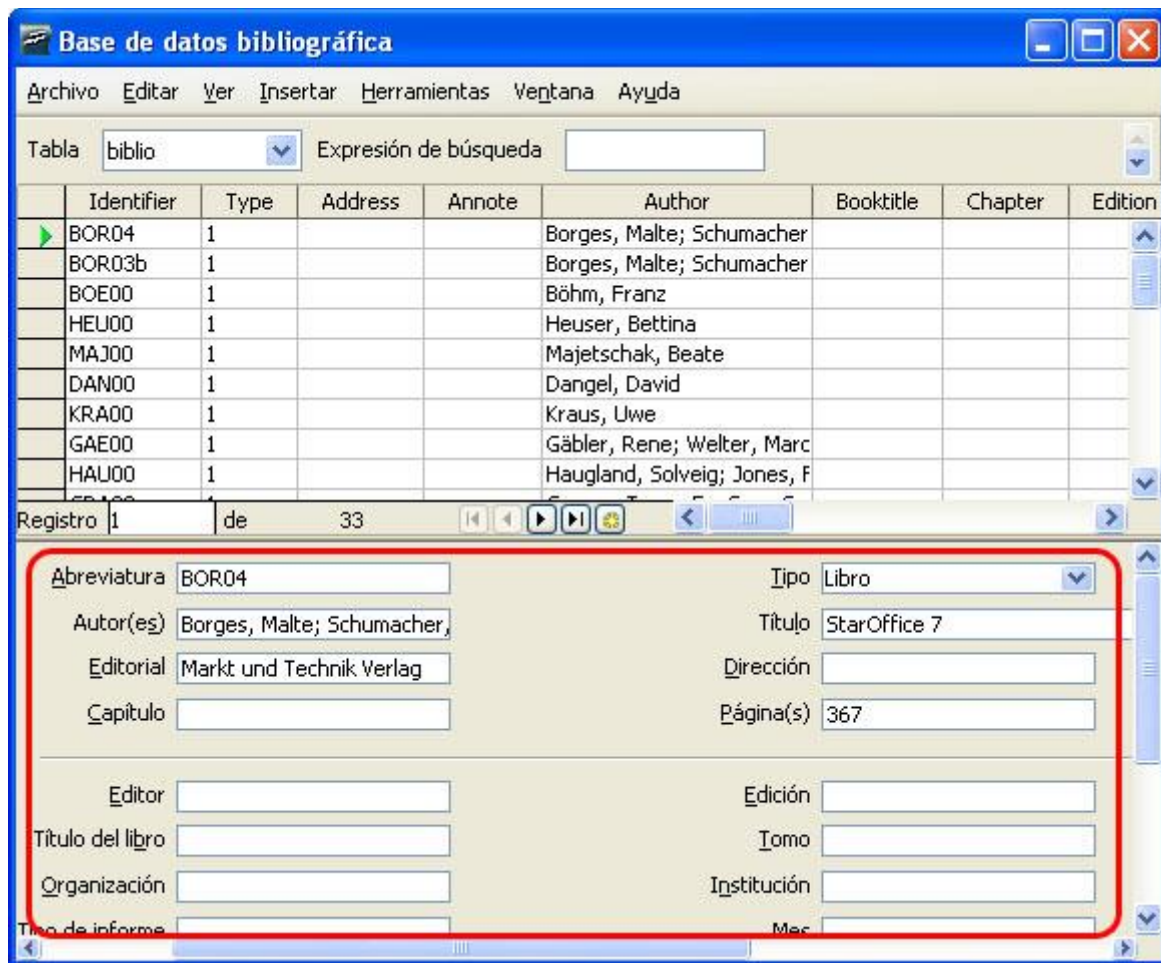 Base de datos bibliográfica
Archivo Editar Ver Insertar Herramientas Ventana Ayuda
Tabla biblio Expresión de búsqueda
Identifier Type Address Annote Author Booktitle Chapter Edition
BOR04 1 Borges, Malte; Schumacher
BOR03b 1 Borges, Malte; Schumacher
BOE00 1 Böhm, Franz
HEU00 1 Heuser, Bettina
MAJ00 1 Majetschak, Beate
DAN00 1 Dangel, David
KRA00 1 Kraus, Uwe
GAE00 1 Gäbler, Rene; Welter, Marc
HAU00 1 Haugland, Solveig; Jones, F
Registro 1 de 33
Abreviatura BOR04 Tipo Libro
Autor(es) Borges, Malte; Schumacher, Título StarOffice 7
Editorial Markt und Technik Verlag Dirección
Capítulo Página(s) 367
Editor Edición
Título del libro Tomo
Organización Institución
Tipo de informe Mes